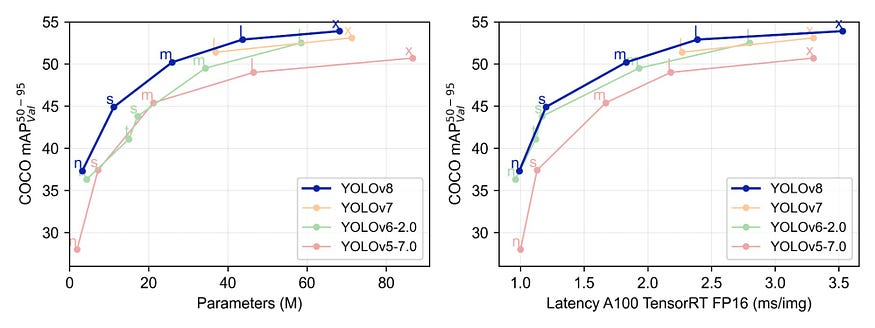 55
50
45
40
35
30
COCO mAP50−95 Val
n
s
m
l
x
l
x
n
t
s
m
l
n
s
m
l
x
YOLOv8
YOLOv7
YOLOv6-2.0
YOLOv5-7.0
0 20 40 60 80
Parameters (M)
55
50
45
40
35
30
COCO mAP50−95 Val
n
s
m
l
x
l
x
n
t
s
m
l
n
s
m
l
x
YOLOv8
YOLOv7
YOLOv6-2.0
YOLOv5-7.0
1.0 1.5 2.0 2.5 3.0 3.5
Latency A100 TensorRT FP16 (ms/img)